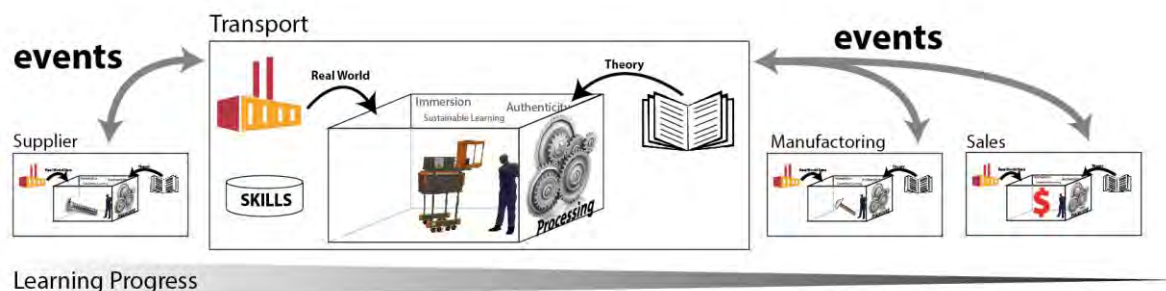 Transport
events
events
Real World
Theory
Immersion
Authenticity
Sustainable Learning
Supplier
Manufactoring
Sales
SKILLS
Processing
$
Learning Progress